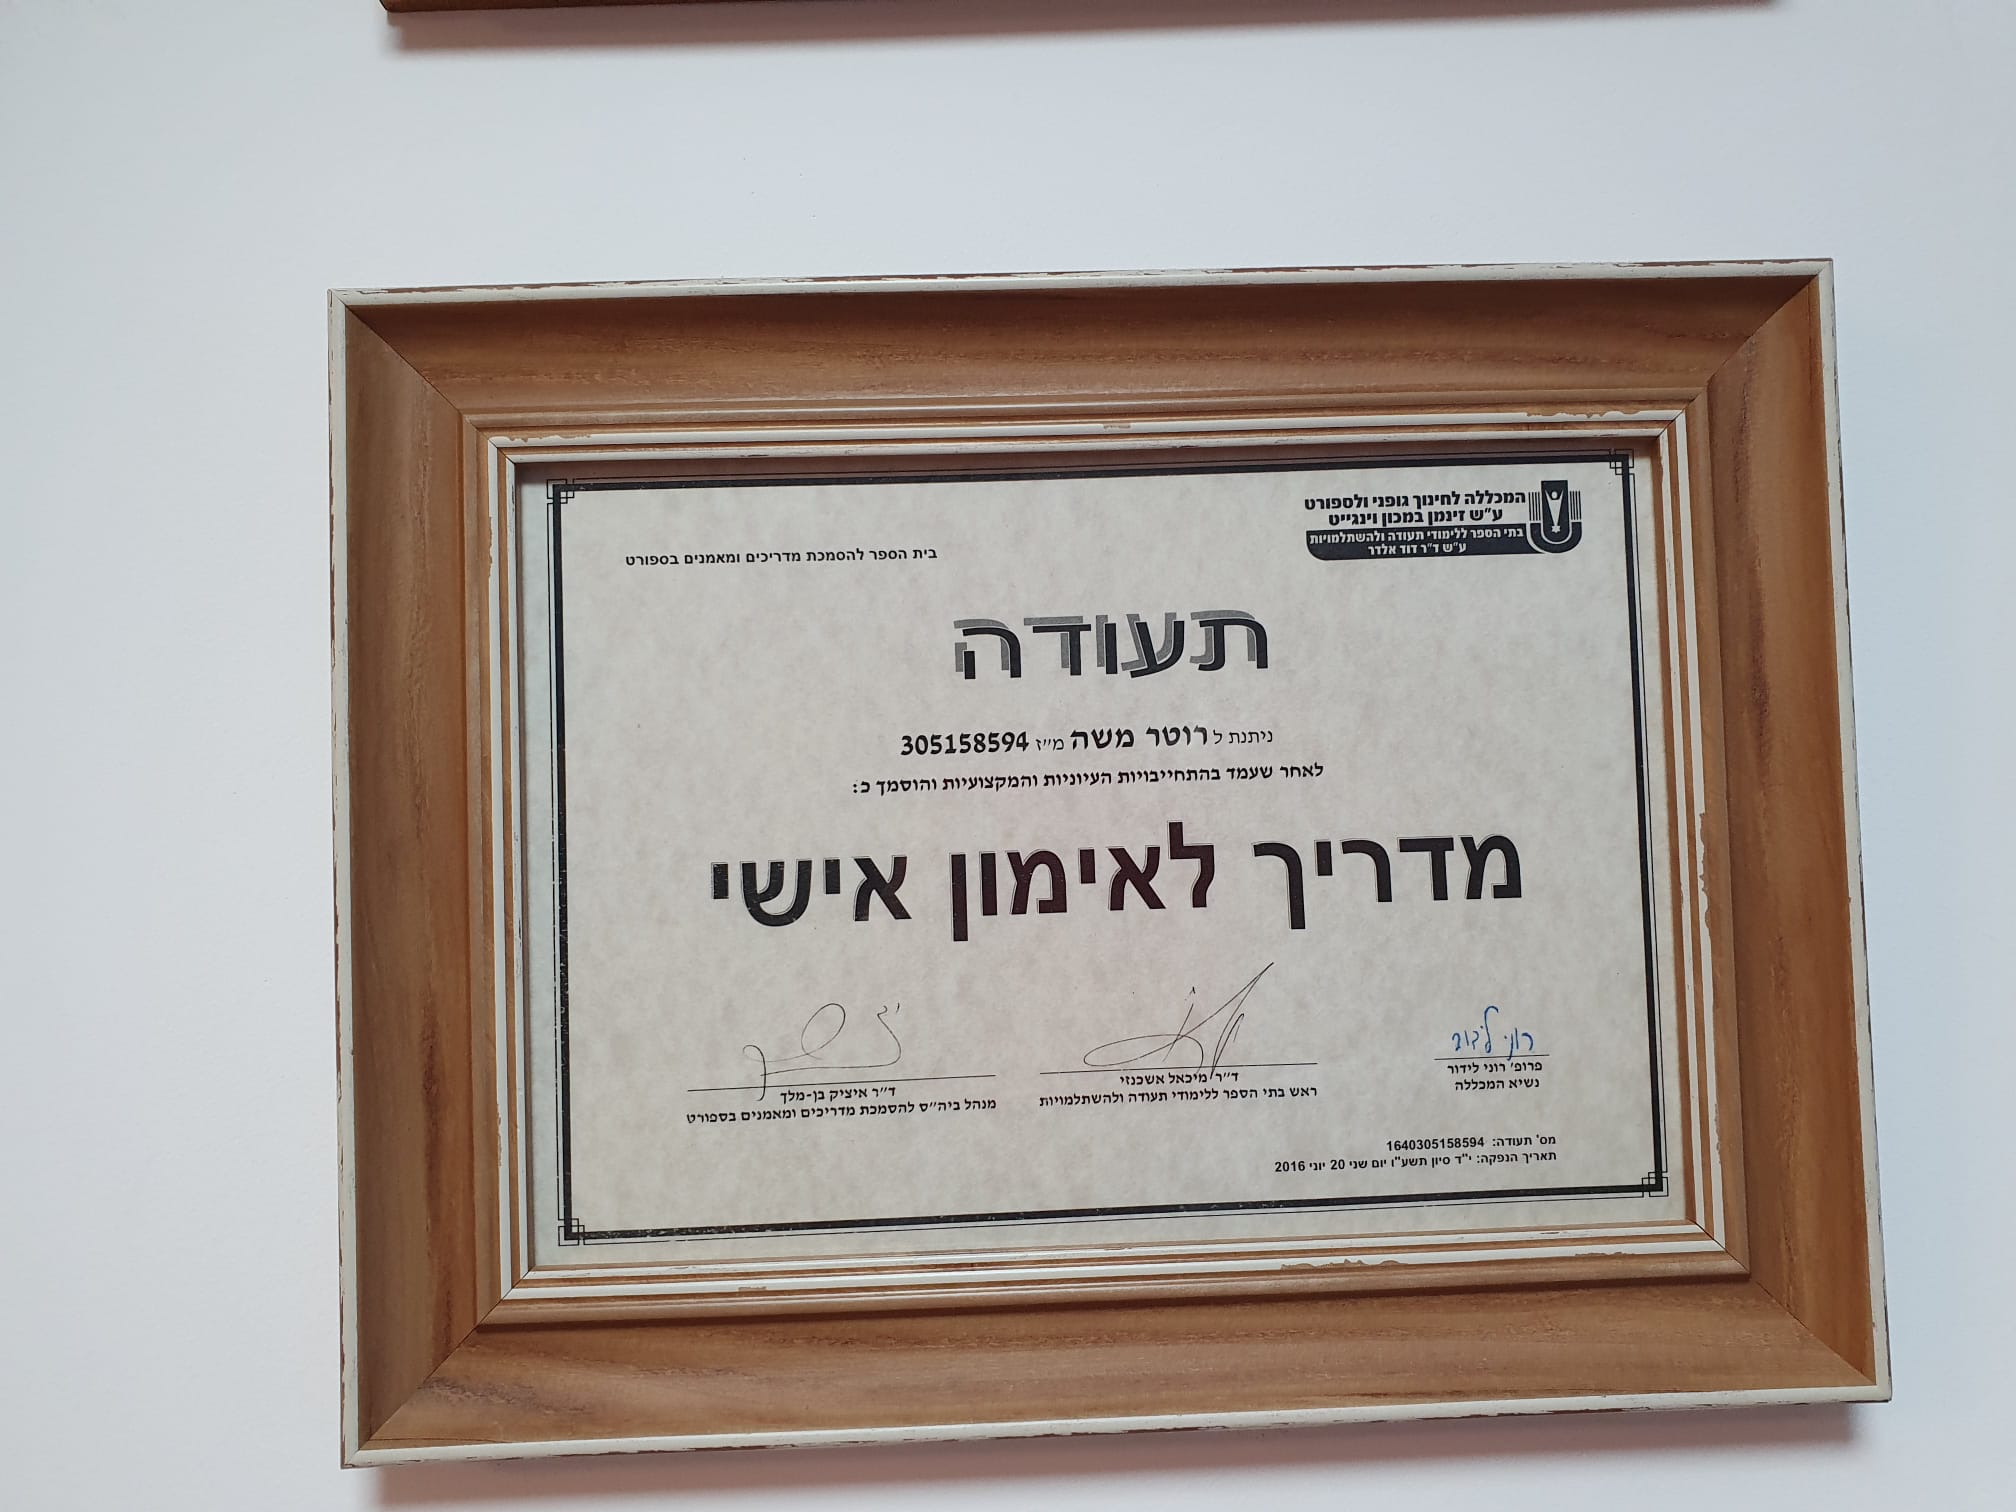 המכללה לחינוך גופני ולספורט
ע"ש זינמן במכון וינגייט
בתי הספר ללימודי תעודה ולהשתלמויות
ע"ש ד"ר דוד אלדר
בית הספר להסמכת מדריכים ומאמנים בספורט
תעודה
ניתנת ל רוטר משה מ"ז 305158594
לאחר שעמד בהתחייבויות העיוניות והמקצועיות והוסמך כ:
מדריך לאימון אישי
רוני לידור
פרופ' רוני לידור
נשיא המכללה
ד"ר מיכאל אשכנזי
ראש בתי הספר ללימודי תעודה ולהשתלמויות
ד"ר איציק בן-מלך
מנהל ביה"ס להסמכת מדריכים ומאמנים בספורט
מס' תעודה: 1640305158594
תאריך הנפקה: י"ד סיון תשע"ו יום שני 20 יוני 2016